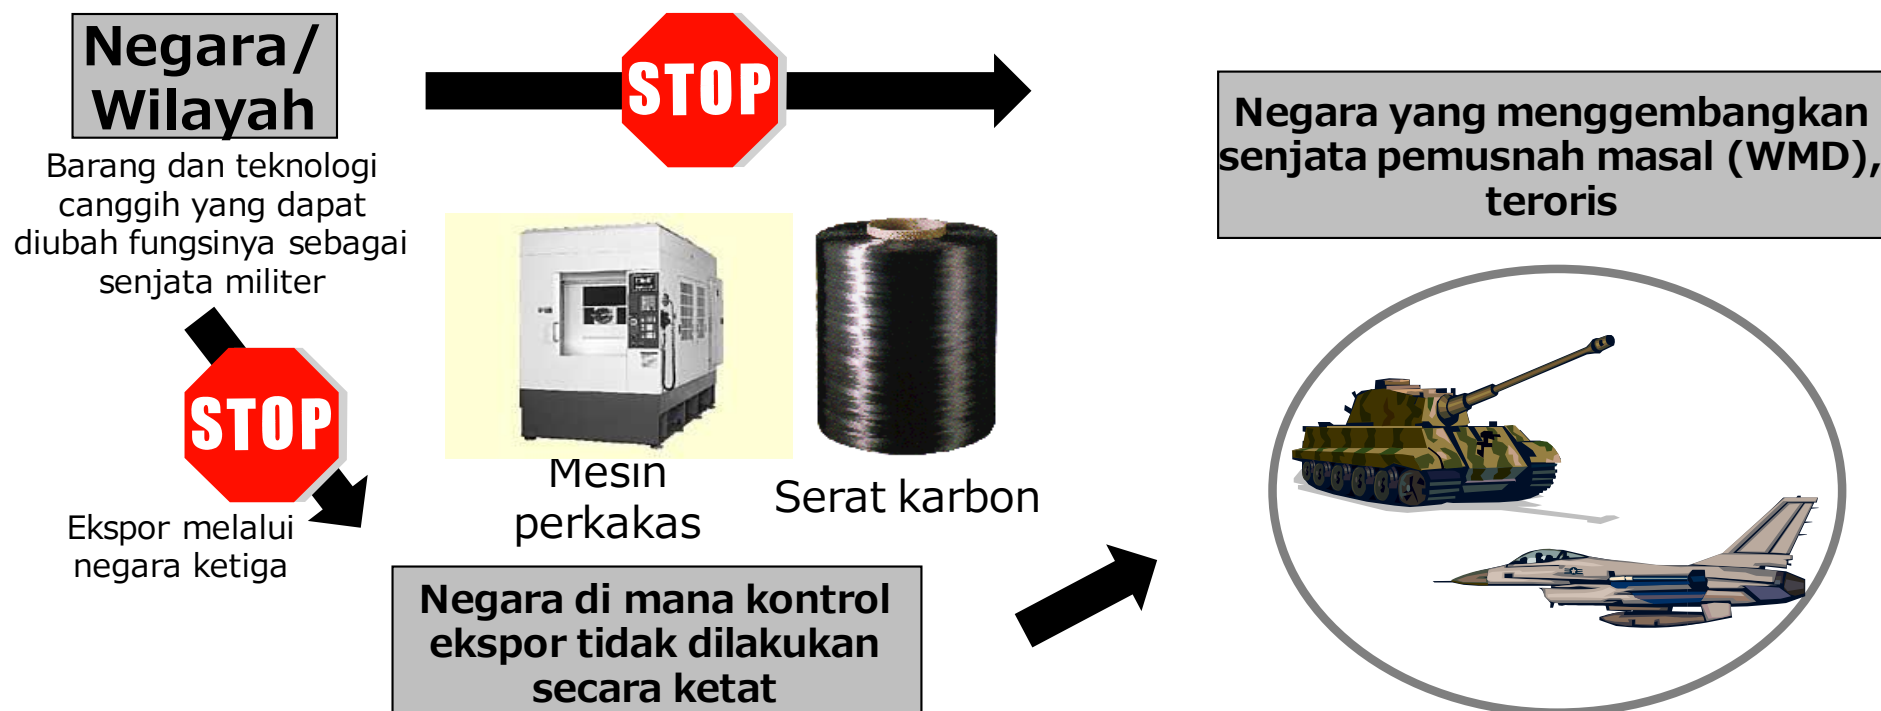 Negara/
Wilayah
Barang dan teknologi
canggih yang dapat
diubah fungsinya sebagai
senjata militer
STOP
Negara yang menggembangkan
senjata pemusnah masal (WMD),
teroris
STOP
Ekspor melalui
negara ketiga
Mesin
perkakas
Serat karbon
Negara di mana kontrol
ekspor tidak dilakukan
secara ketat